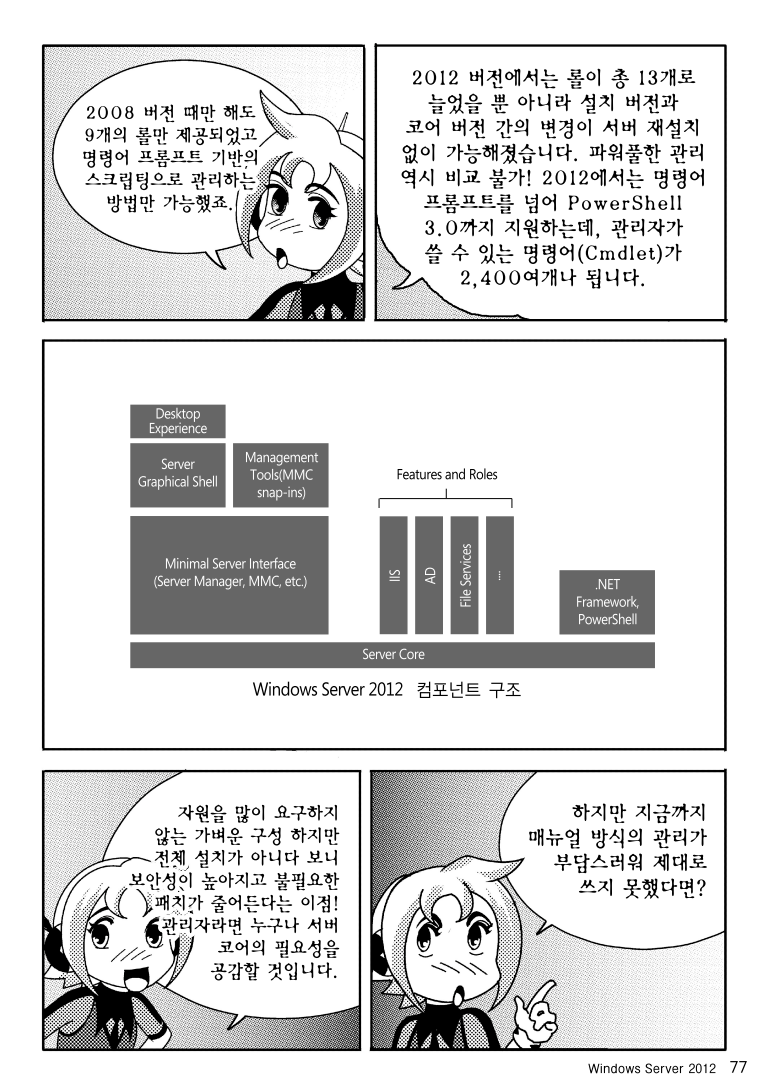 2008 버전 때만 해도
9개의 롤만 제공되었고
명령어 프롬프트 기반의
스크립팅으로 관리하는
방법만 가능했죠.
2012 버전에서는 롤이 총 13개로
늘었을 뿐 아니라 설치 버전과
코어 버전 간의 변경이 서버 재설치
없이 가능해졌습니다. 파워풀한 관리
역시 비교 불가! 2012에서는 명령어
프롬프트를 넘어 PowerShell
3.0까지 지원하는데, 관리자가
쓸 수 있는 명령어(Cmdlet)가
2,400여개나 됩니다.
Desktop
Experience
Server
Graphical Shell
Management
Tools(MMC
snap-ins)
Minimal Server Interface
(Server Manager, MMC, etc.)
Features and Roles
IIS
AD
File Services
....
.NET
Framework,
PowerShell
Server Core
Windows Server 2012 컴포넌트 구조
자원을 많이 요구하지
않는 가벼운 구성 하지만
전체 설치가 아니다 보니
보안성이 높아지고 불필요한
패치가 줄어든다는 이점!
관리자라면 누구나 서버
코어의 필요성을
공감할 것입니다.
하지만 지금까지
매뉴얼 방식의 관리가
부담스러워 제대로
쓰지 못했다면?
Windows Server 2012 77